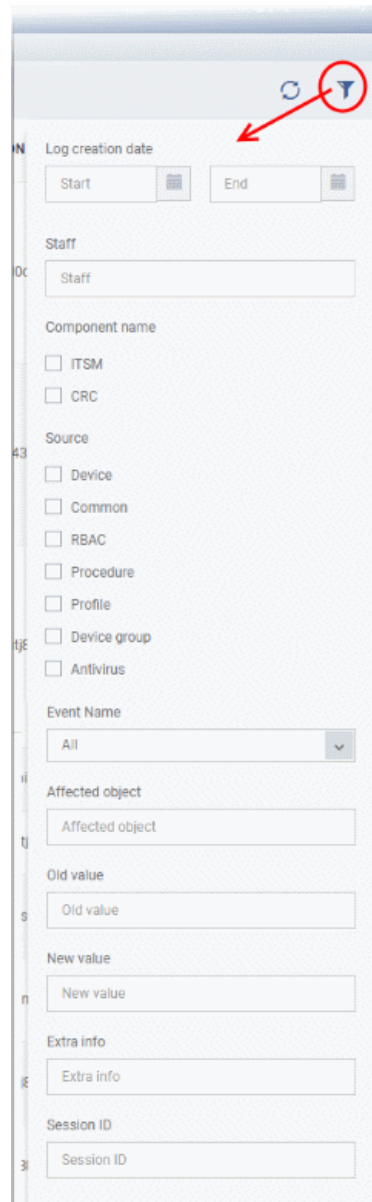 Log creation date
Start End
Staff
Staff
Component name
ITSM
CRC
Source
Device
Common
RBAC
Procedure
Profile
Device group
Antivirus
Event Name
All
Affected object
Affected object
Old value
Old value
New value
New value
Extra info
Extra info
Session ID
Session ID